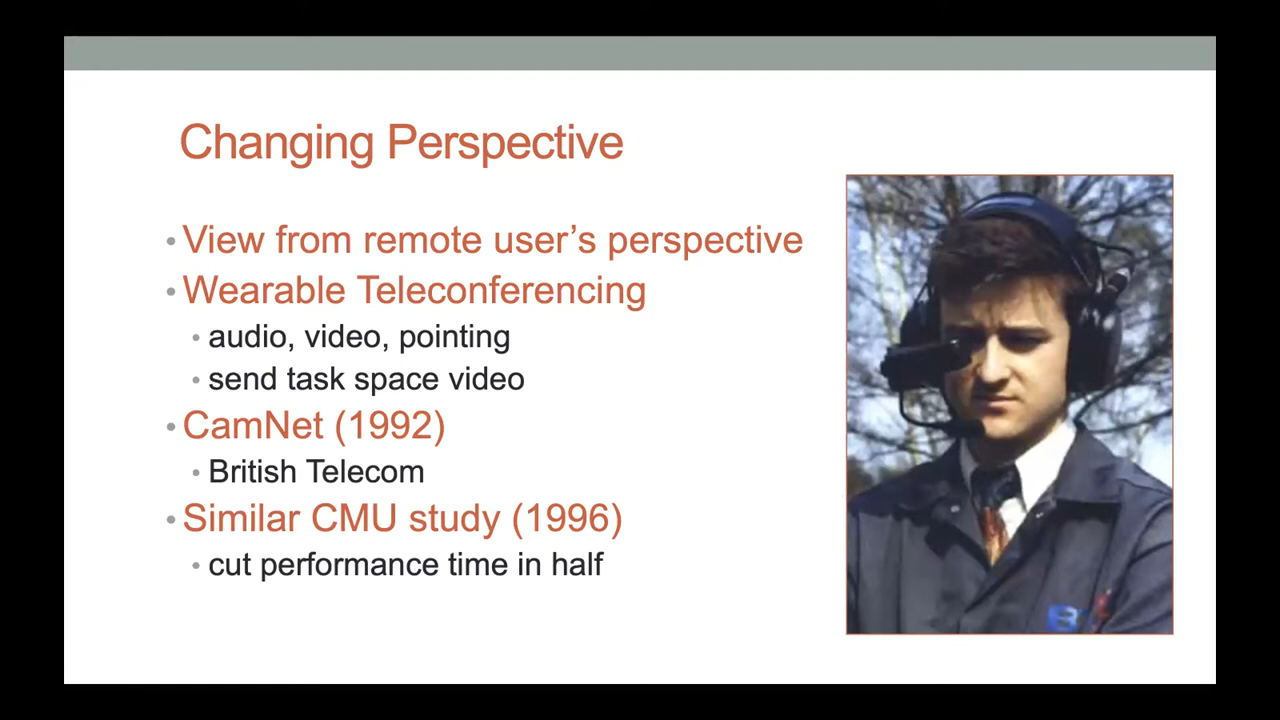 Changing Perspective
• View from remote user’s perspective
• Wearable Teleconferencing
• audio, video, pointing
• send task space video
• CamNet (1992)
• British Telecom
• Similar CMU study (1996)
• cut performance time in half